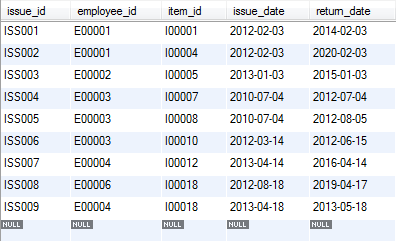 issue_id employee_id item_id issue_date return_date
ISS001 E00001 I00001 2012-02-03 2014-02-03
ISS002 E00001 I00004 2012-02-03 2020-02-03
ISS003 E00002 I00005 2013-01-03 2015-01-03
ISS004 E00003 I00007 2010-07-04 2012-07-04
ISS005 E00003 I00008 2010-07-04 2012-08-05
ISS006 E00003 I00010 2012-03-14 2012-06-15
ISS007 E00004 I00012 2013-04-14 2016-04-14
ISS008 E00006 I00018 2012-08-18 2019-04-17
ISS009 E00004 I00018 2013-04-18 2013-05-18
NULL NULL NULL NULL NULL